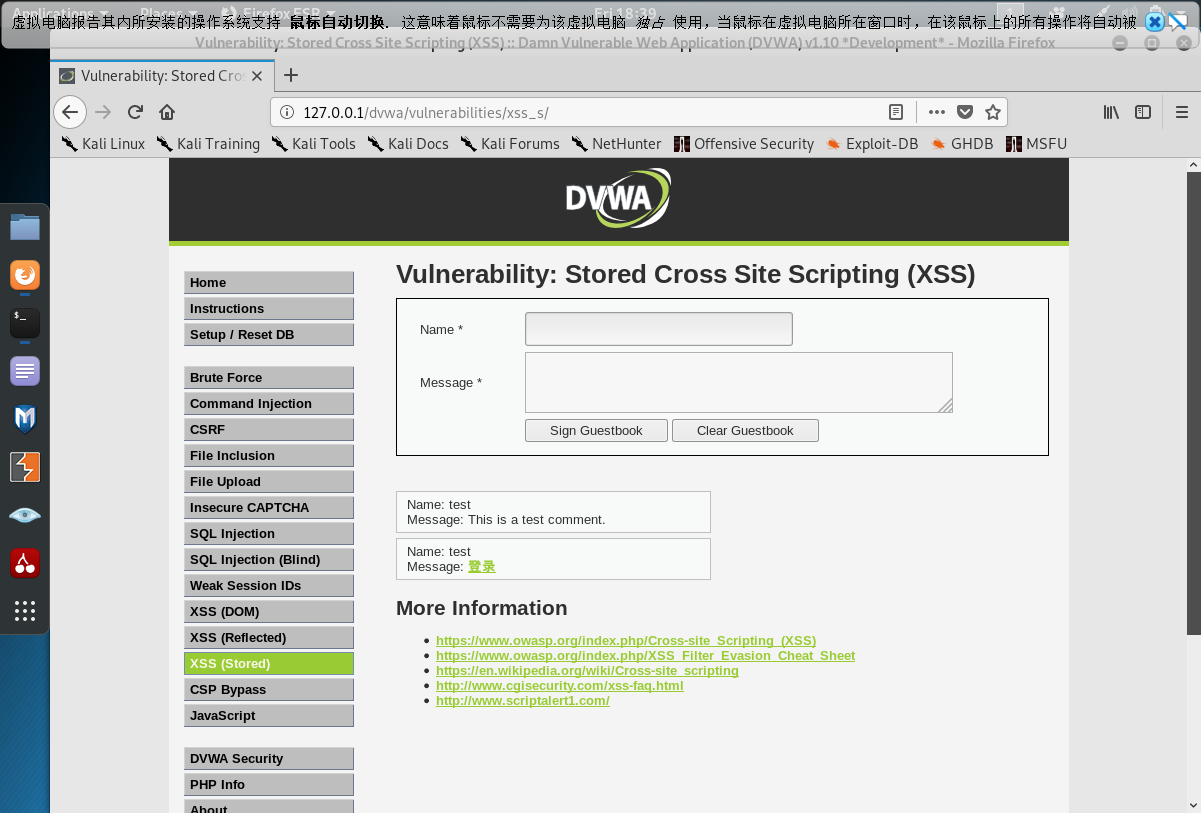 虚拟电脑报告其内所安装的操作系统支持 鼠标自动切换. 这意味着鼠标不需要为该虚拟电脑 独占 使用，当鼠标在虚拟电脑所在窗口时，在该鼠标上的所有操作将自动被
Applications Places Firefox ESR Fri 18:39
Vulnerability: Stored Cross Site Scripting (XSS) :: Damn Vulnerable Web Application (DVWA) v1.10 *Development* - Mozilla Firefox
Vulnerability: Stored Cro
127.0.0.1/dvwa/vulnerabilities/xss_s/
Kali Linux Kali Training Kali Tools Kali Docs Kali Forums NetHunter Offensive Security Exploit-DB GHDB MSFU
DVWA
Home
Instructions
Setup / Reset DB
Brute Force
Command Injection
CSRF
File Inclusion
File Upload
Insecure CAPTCHA
SQL Injection
SQL Injection (Blind)
Weak Session IDs
XSS (DOM)
XSS (Reflected)
XSS (Stored)
CSP Bypass
JavaScript
DVWA Security
PHP Info
About
Vulnerability: Stored Cross Site Scripting (XSS)
Name *
Message *
Sign Guestbook Clear Guestbook
Name: test
Message: This is a test comment.
Name: test
Message: 登录
More Information
https://www.owasp.org/index.php/Cross-site_Scripting_(XSS)
https://www.owasp.org/index.php/XSS_Filter_Evasion_Cheat_Sheet
https://en.wikipedia.org/wiki/Cross-site_scripting
http://www.cgisecurity.com/xss-faq.html
http://www.scriptalert1.com/